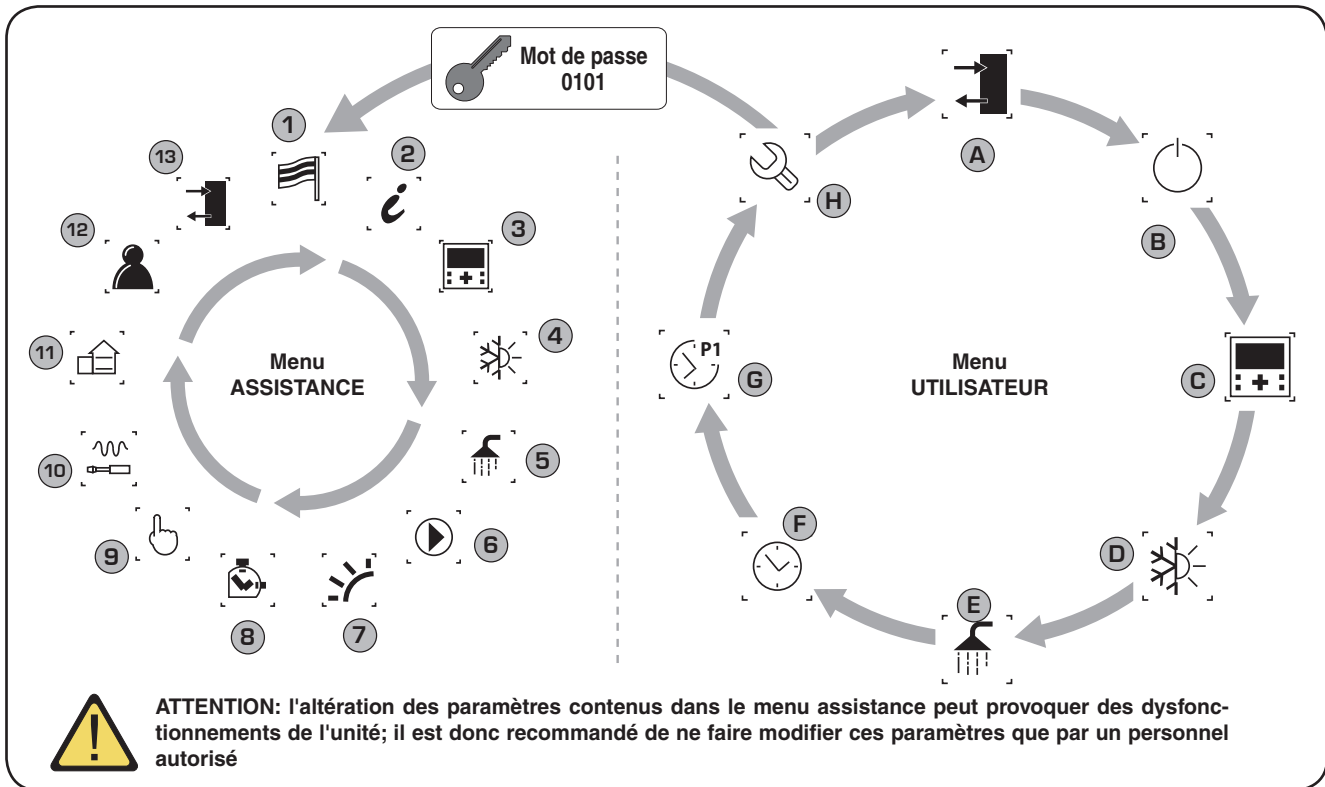 Mot de passe
0101
1
2
3
4
5
6
7
8
9
10
11
12
13
Menu
ASSISTANCE
A
B
C
D
E
F
G
P1
H
Menu
UTILISATEUR
ATTENTION: l'altération des paramètres contenus dans le menu assistance peut provoquer des dysfonc-
tionnements de l'unité; il est donc recommandé de ne faire modifier ces paramètres que par un personnel
autorisé